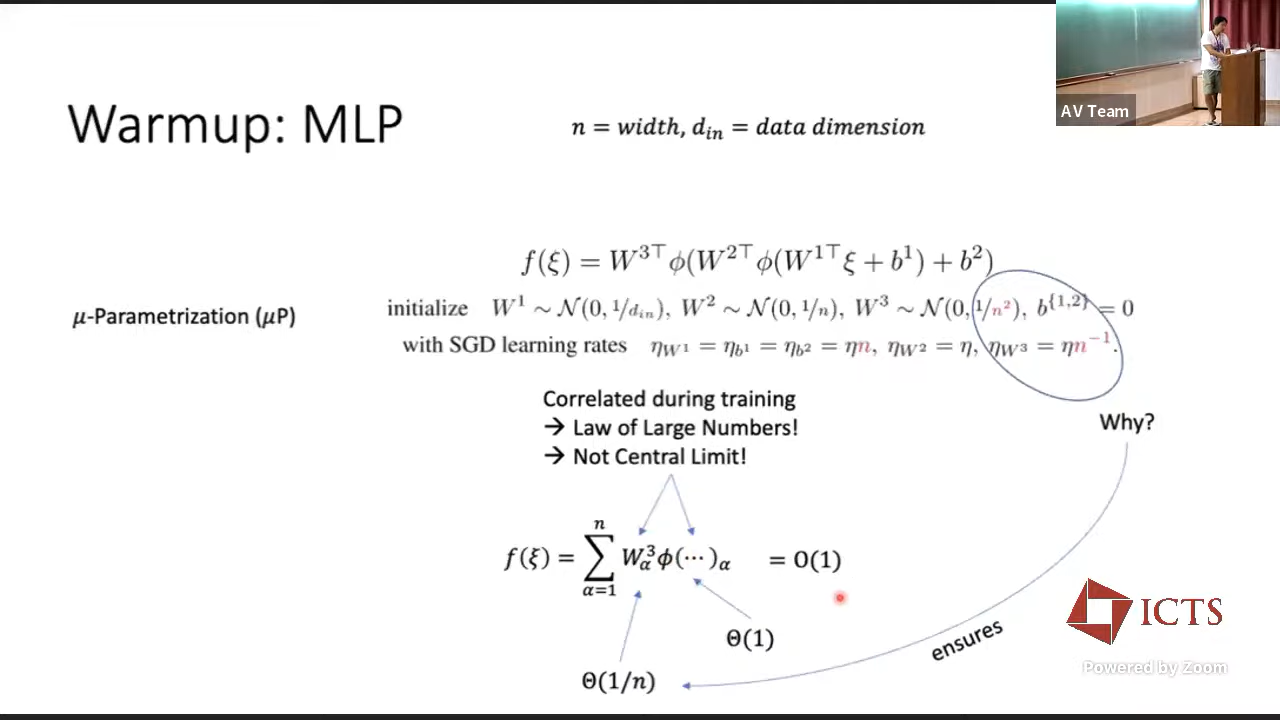 AV Team
Warmup: MLP
n = width, d_in = data dimension
f(ξ) = W^{3⊤}ϕ(W^{2⊤}ϕ(W^{1⊤}ξ + b^1) + b^2)
μ-Parametrization (μP)
initialize W^1 ∼ N(0, 1/d_in), W^2 ∼ N(0, 1/n), W^3 ∼ N(0, 1/n^2), b^{1,2} = 0
with SGD learning rates η_{W^1} = η_{b^1} = η_{b^2} = ηn, η_{W^2} = η, η_{W^3} = ηn^{-1}.
Correlated during training
→ Law of Large Numbers!
→ Not Central Limit!
Why?
f(ξ) = ∑_{α=1}^{n} W_α^3 ϕ(⋯)_α = O(1)
Θ(1)
ensures
Θ(1/n)
ICTS
Powered by Zoom